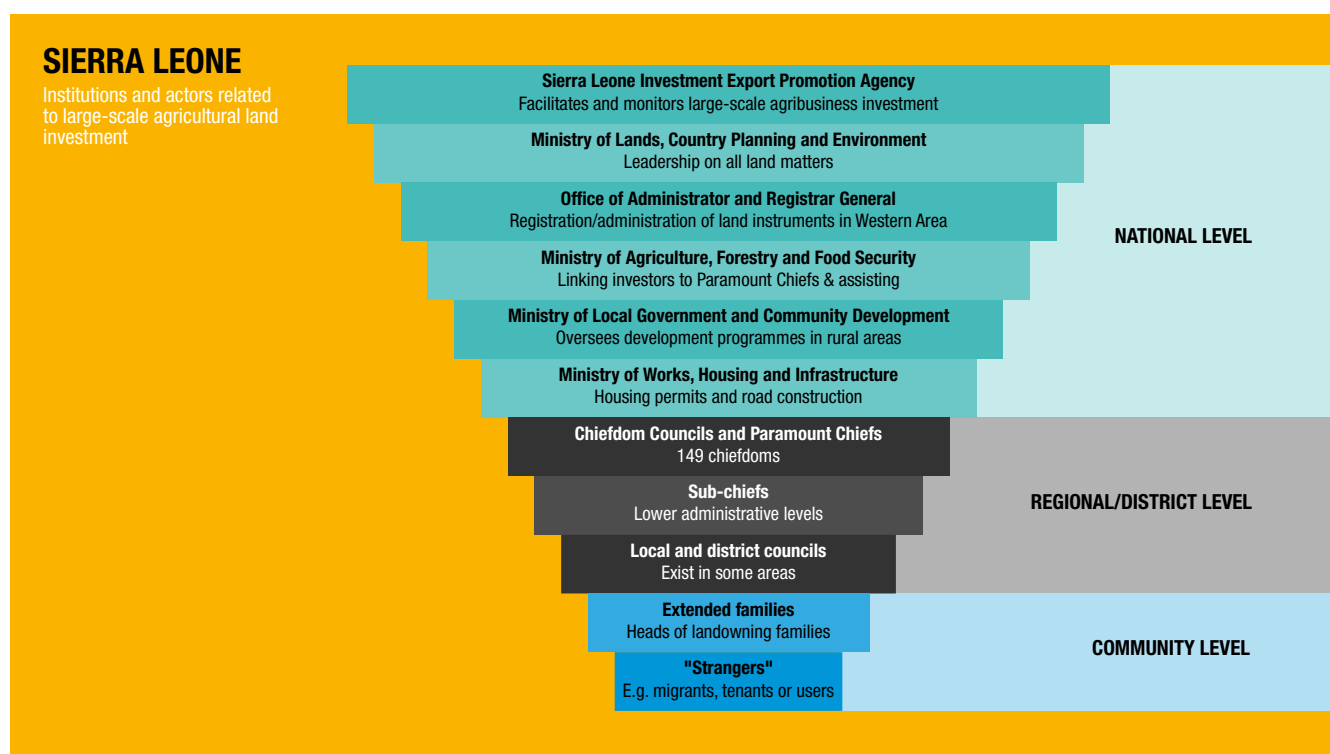 SIERRA LEONE
Institutions and actors related
to large-scale agricultural land
investment
Sierra Leone Investment Export Promotion Agency
Facilitates and monitors large-scale agribusiness investment
Ministry of Lands, Country Planning and Environment
Leadership on all land matters
Office of Administrator and Registrar General
Registration/administration of land instruments in Western Area
Ministry of Agriculture, Forestry and Food Security
Linking investors to Paramount Chiefs & assisting
Ministry of Local Government and Community Development
Oversees development programmes in rural areas
Ministry of Works, Housing and Infrastructure
Housing permits and road construction
NATIONAL LEVEL
Chiefdom Councils and Paramount Chiefs
149 chiefdoms
Sub-chiefs
Lower administrative levels
Local and district councils
Exist in some areas
REGIONAL/DISTRICT LEVEL
Extended families
Heads of landowning families
"Strangers"
E.g. migrants, tenants or users
COMMUNITY LEVEL